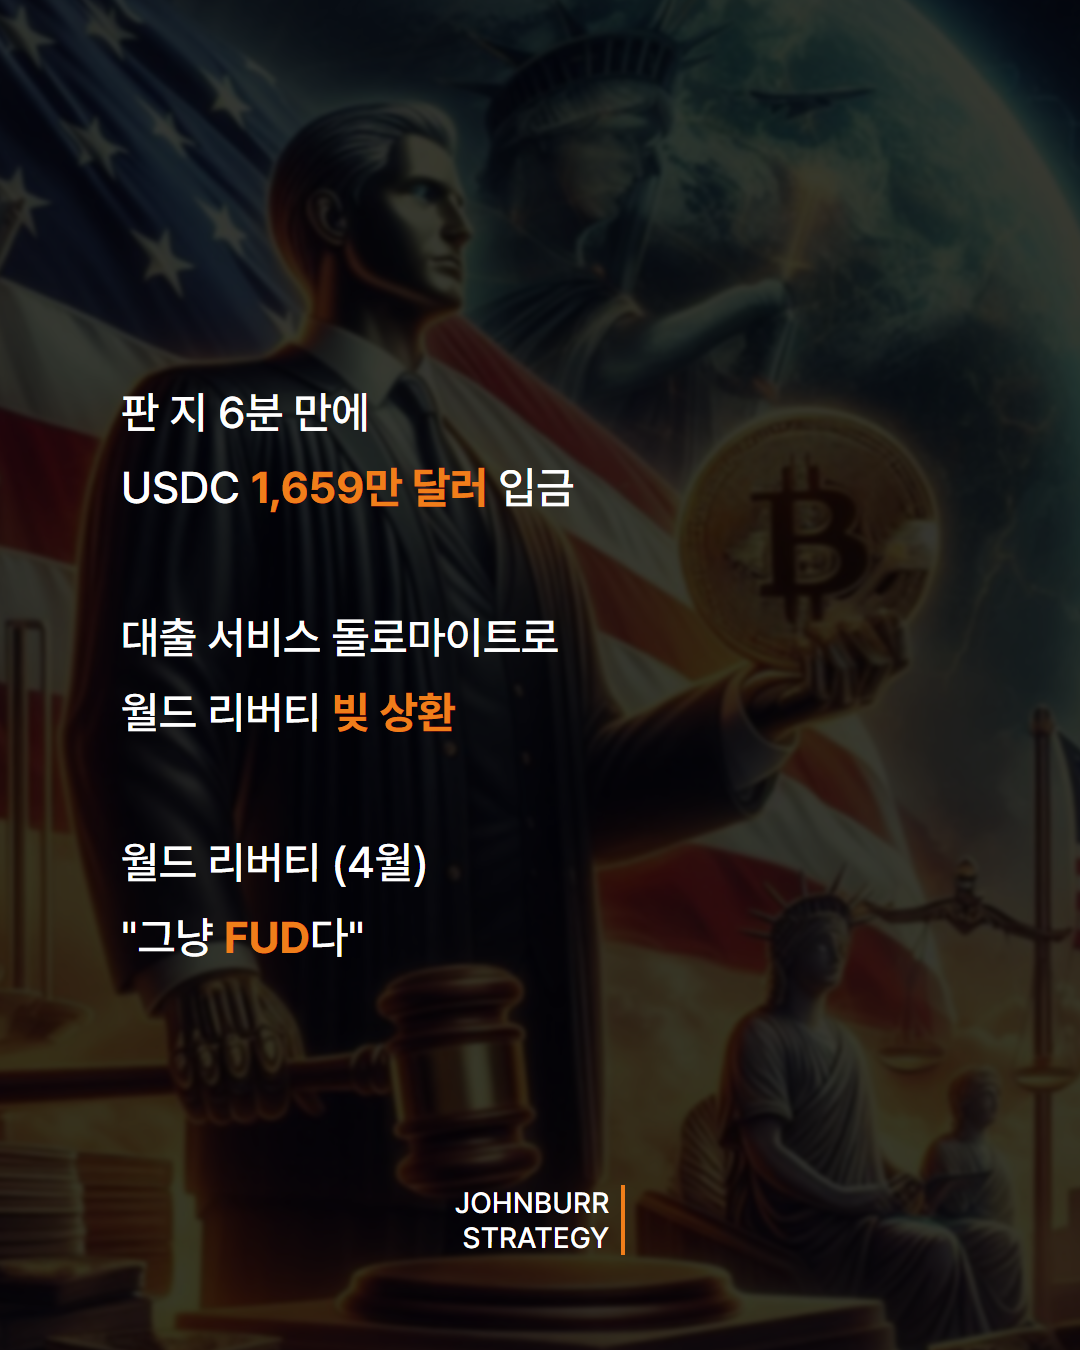 판 지 6분 만에
USDC 1,659만 달러 입금
대출 서비스 돌로마이트로
월드 리버티 빚 상환
월드 리버티 (4월)
"그냥 FUD다"
JOHNBURR
STRATEGY